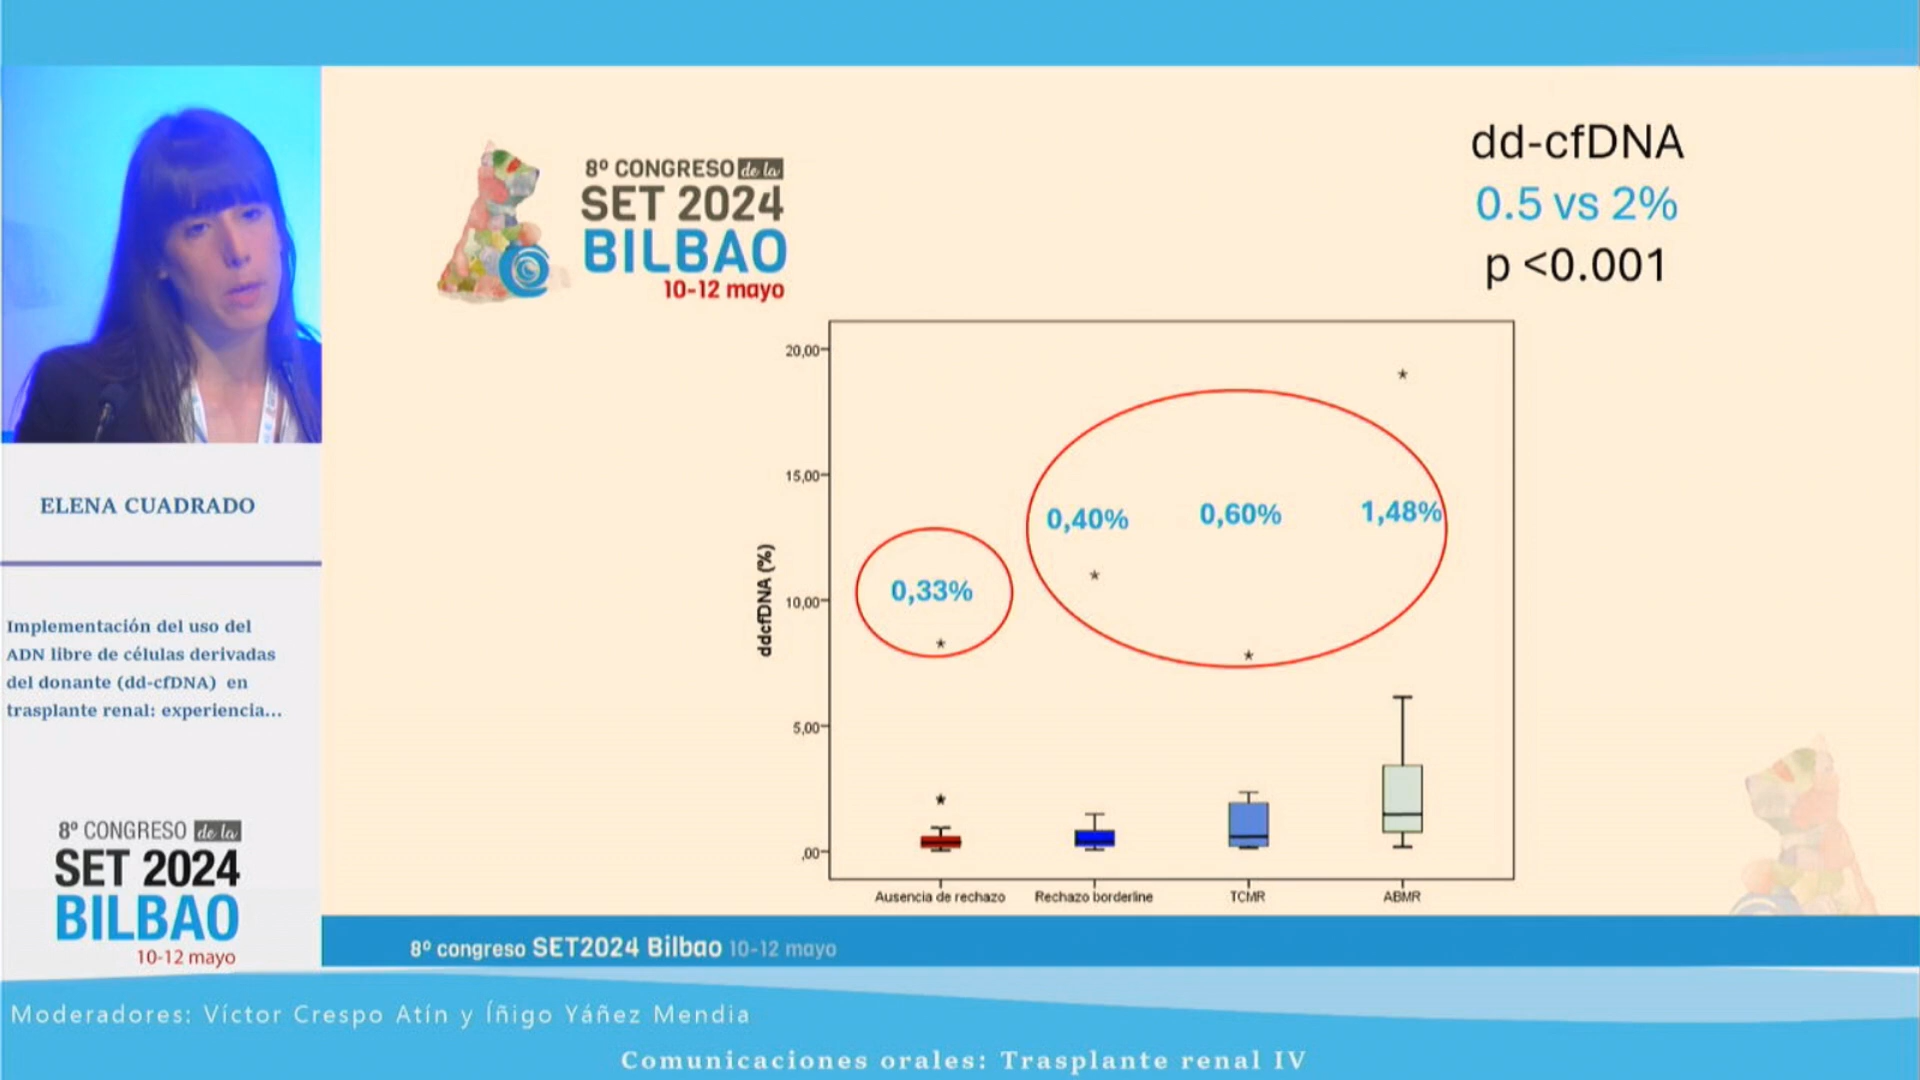 8º CONGRESO de la
SET 2024
BILBAO
10-12 mayo
dd-cfDNA
0.5 vs 2%
p <0.001
20,00
15,00
10,00
5,00
,00
ddcfDNA (%)
0,33%
0,40%
0,60%
1,48%
Ausencia de rechazo
Rechazo borderline
TCMR
ABMR
8º congreso SET2024 Bilbao 10-12 mayo
ELENA CUADRADO
Implementación del uso del
ADN libre de células derivadas
del donante (dd-cfDNA) en
trasplante renal: experiencia...
8º CONGRESO de la
SET 2024
BILBAO
10-12 mayo
Moderadores: Víctor Crespo Atín y Íñigo Yáñez Mendia
Comunicaciones orales: Trasplante renal IV